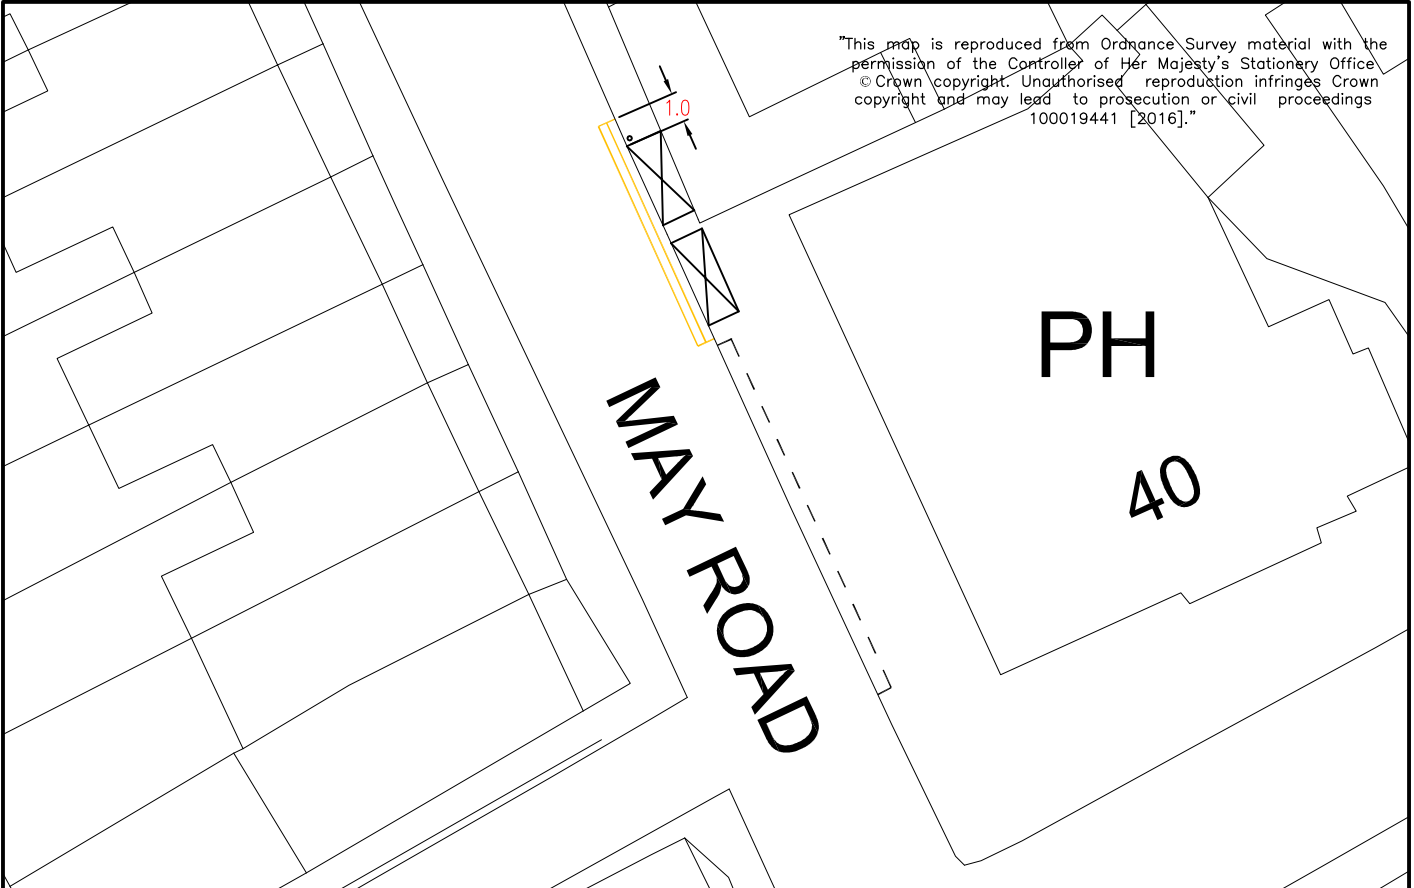 "This map is reproduced from Ordnance Survey material with the
permission of the Controller of Her Majesty's Stationery Office
© Crown copyright. Unauthorised reproduction infringes Crown
copyright and may lead to prosecution or civil proceedings
100019441 [2016]."
1.0
PH
40
MAY ROAD